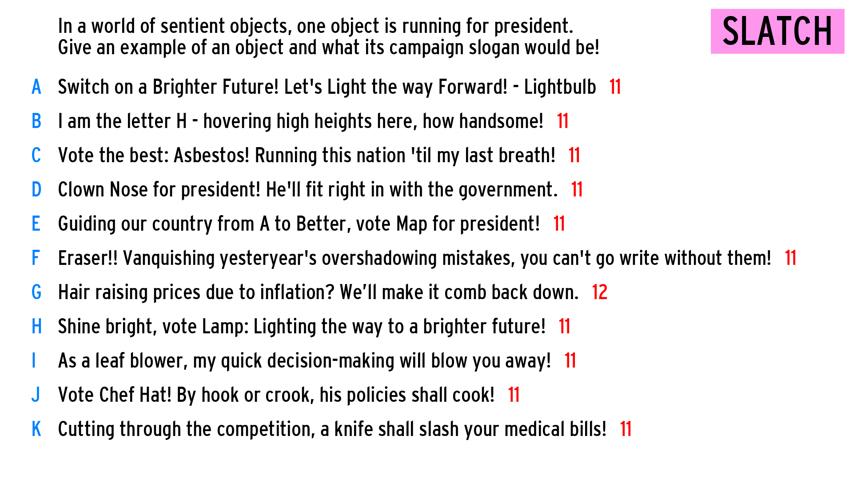 In a world of sentient objects, one object is running for president.
Give an example of an object and what its campaign slogan would be!
SLATCH
A Switch on a Brighter Future! Let's Light the way Forward! - Lightbulb 11
B I am the letter H - hovering high heights here, how handsome! 11
C Vote the best: Asbestos! Running this nation 'til my last breath! 11
D Clown Nose for president! He'll fit right in with the government. 11
E Guiding our country from A to Better, vote Map for president! 11
F Eraser!! Vanquishing yesteryear's overshadowing mistakes, you can't go write without them! 11
G Hair raising prices due to inflation? We’ll make it comb back down. 12
H Shine bright, vote Lamp: Lighting the way to a brighter future! 11
I As a leaf blower, my quick decision-making will blow you away! 11
J Vote Chef Hat! By hook or crook, his policies shall cook! 11
K Cutting through the competition, a knife shall slash your medical bills! 11